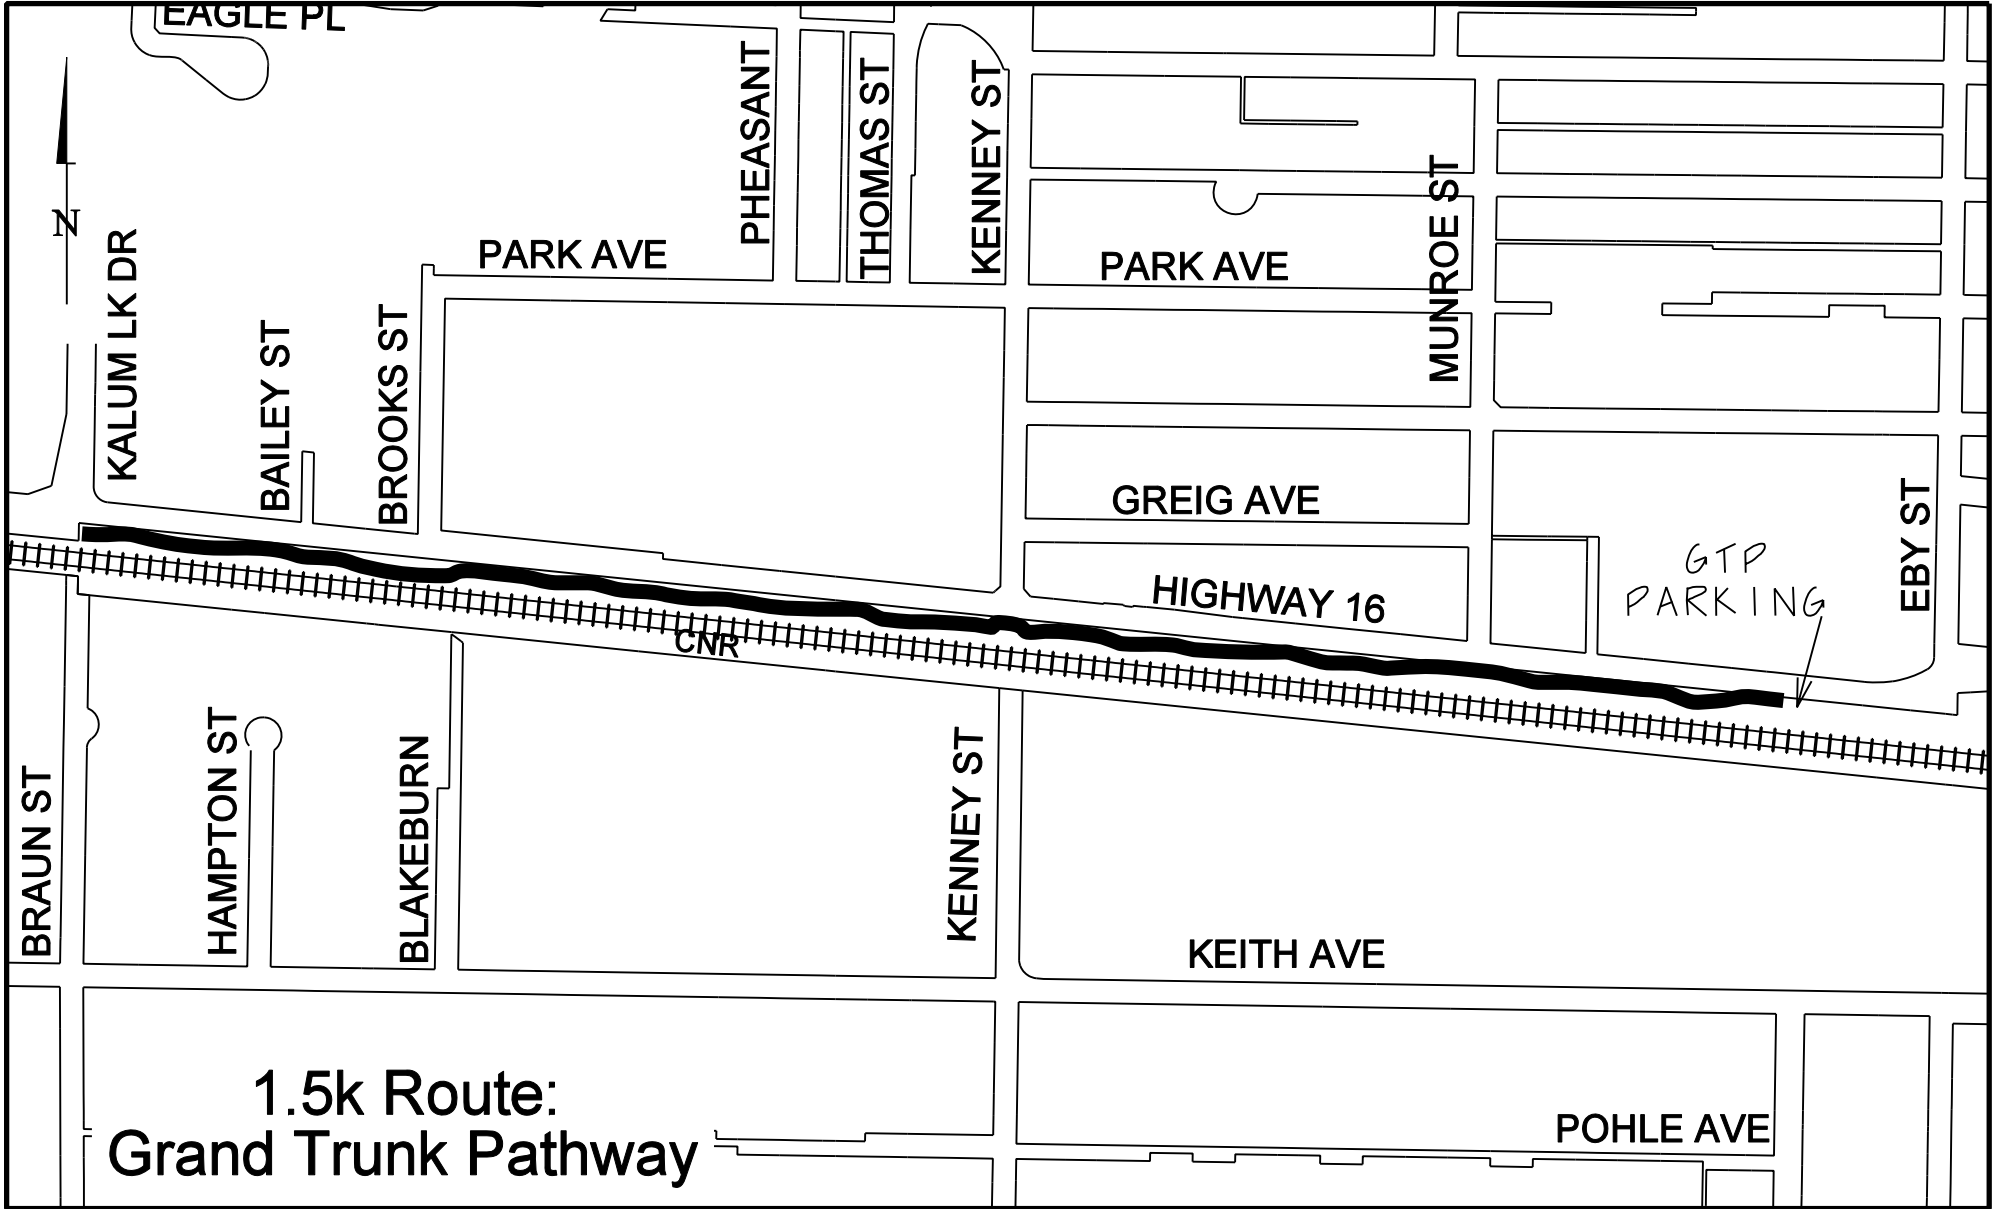 EAGLE PL
PHEASANT
THOMAS ST
KENNEY ST
MUNROE ST
N
KALUM LK DR
PARK AVE
PARK AVE
BAILEY ST
BROOKS ST
GREIG AVE
EBY ST
GTP
PARKING
HIGHWAY 16
CNR
BRAUN ST
HAMPTON ST
BLAKEBURN
KENNEY ST
KEITH AVE
1.5k Route:
Grand Trunk Pathway
POHLE AVE